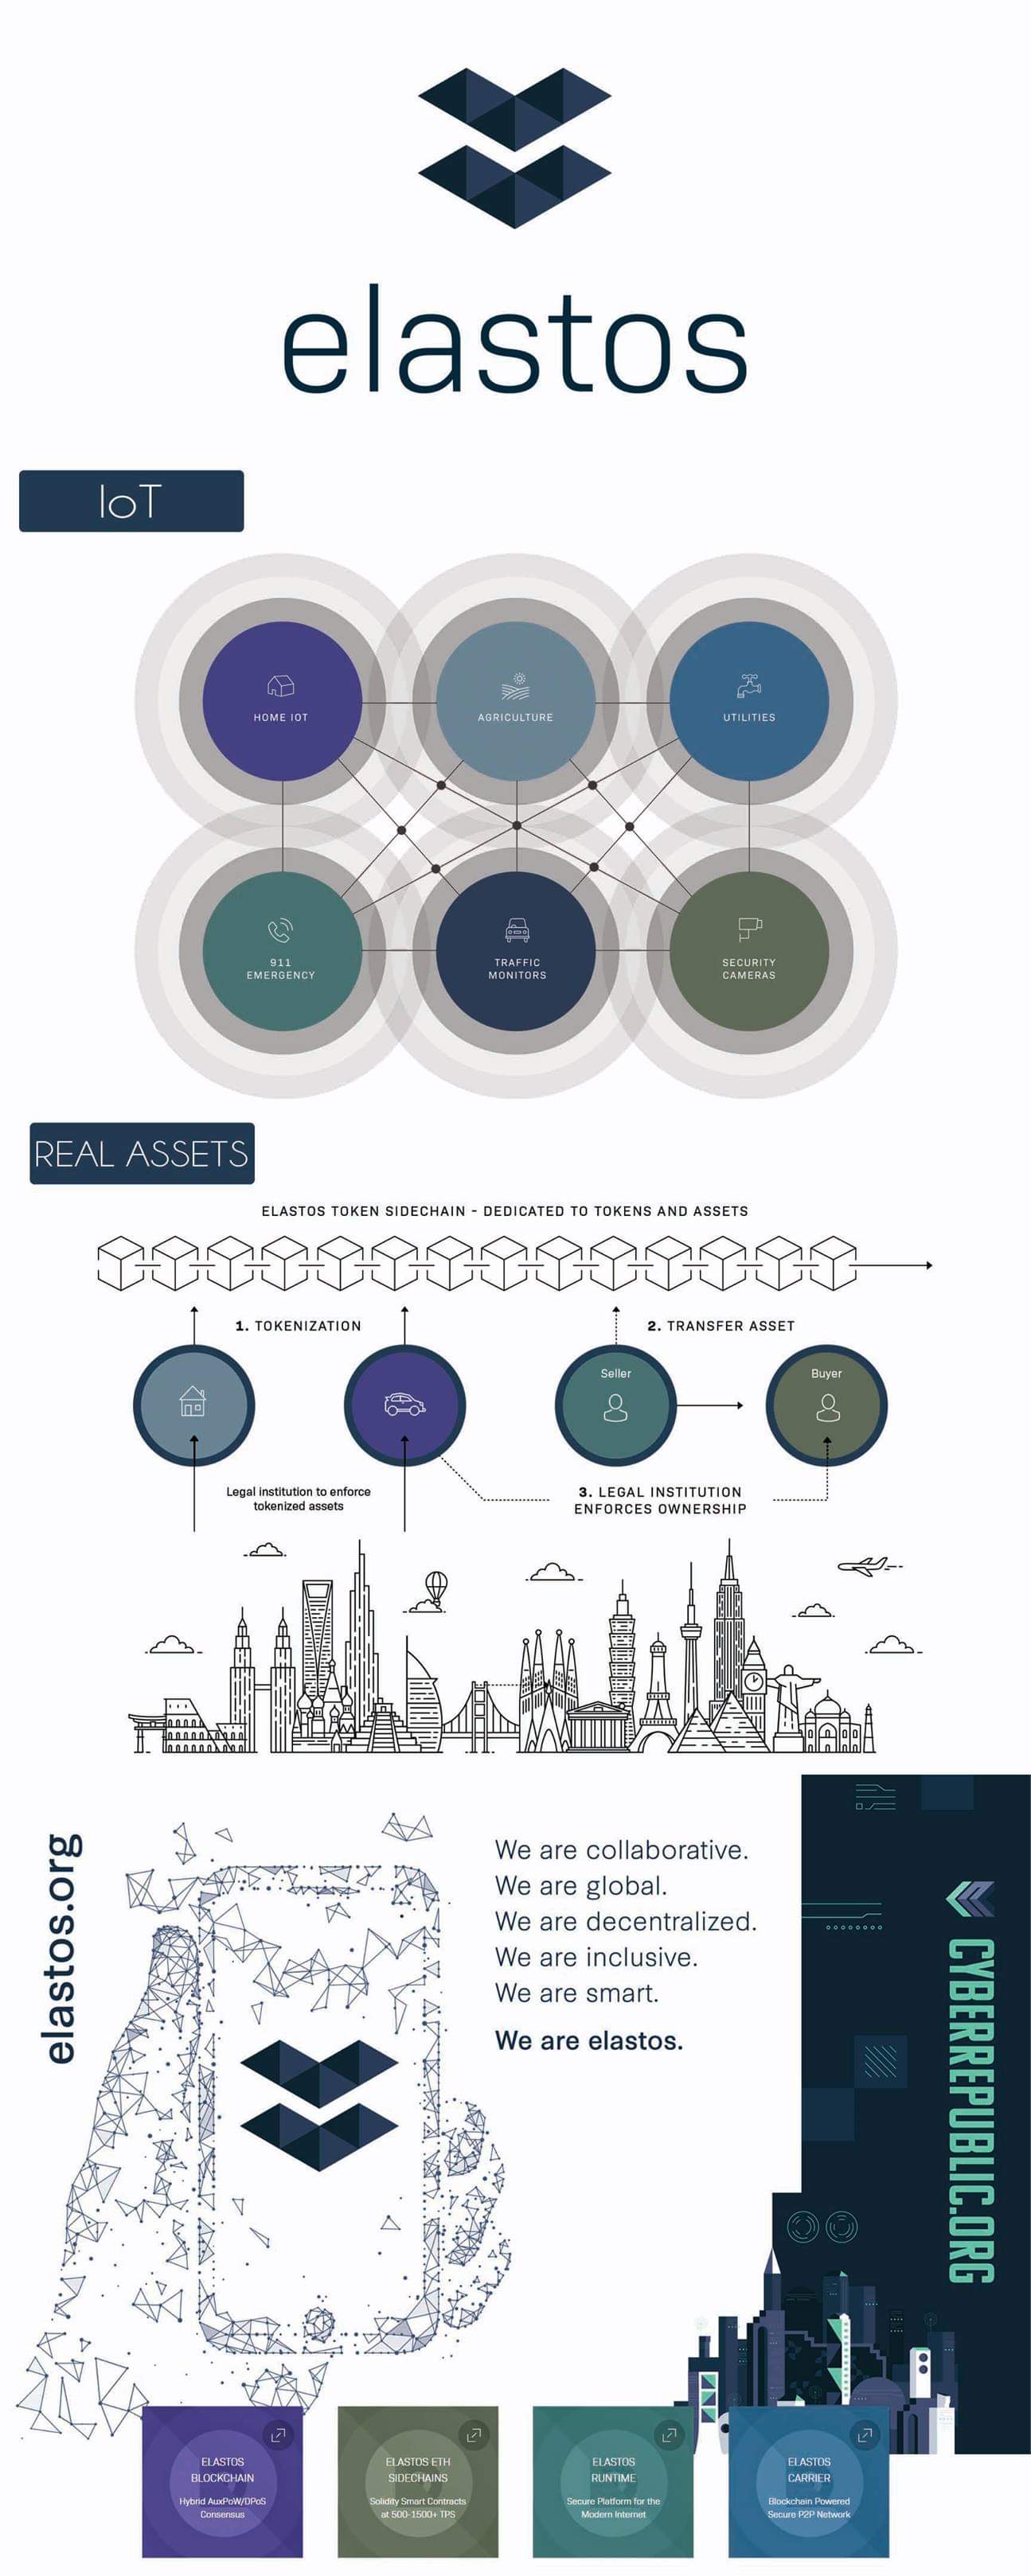 elastos
IoT
HOME IOT
AGRICULTURE
UTILITIES
911
EMERGENCY
TRAFFIC
MONITORS
SECURITY
CAMERAS
REAL ASSETS
ELASTOS TOKEN SIDECHAIN - DEDICATED TO TOKENS AND ASSETS
1. TOKENIZATION
2. TRANSFER ASSET
Seller
Buyer
Legal institution to enforce
tokenized assets
3. LEGAL INSTITUTION
ENFORCES OWNERSHIP
elastos.org
We are collaborative.
We are global.
We are decentralized.
We are inclusive.
We are smart.
We are elastos.
CYBERREPUBLIC.ORG
ELASTOS
BLOCKCHAIN
Hybrid AuxPoW/DPoS
Consensus
ELASTOS ETH
SIDECHAINS
Solidity Smart Contracts
at 500-1500+ TPS
ELASTOS
RUNTIME
Secure Platform for the
Modern Internet
ELASTOS
CARRIER
Blockchain Powered
Secure P2P Network